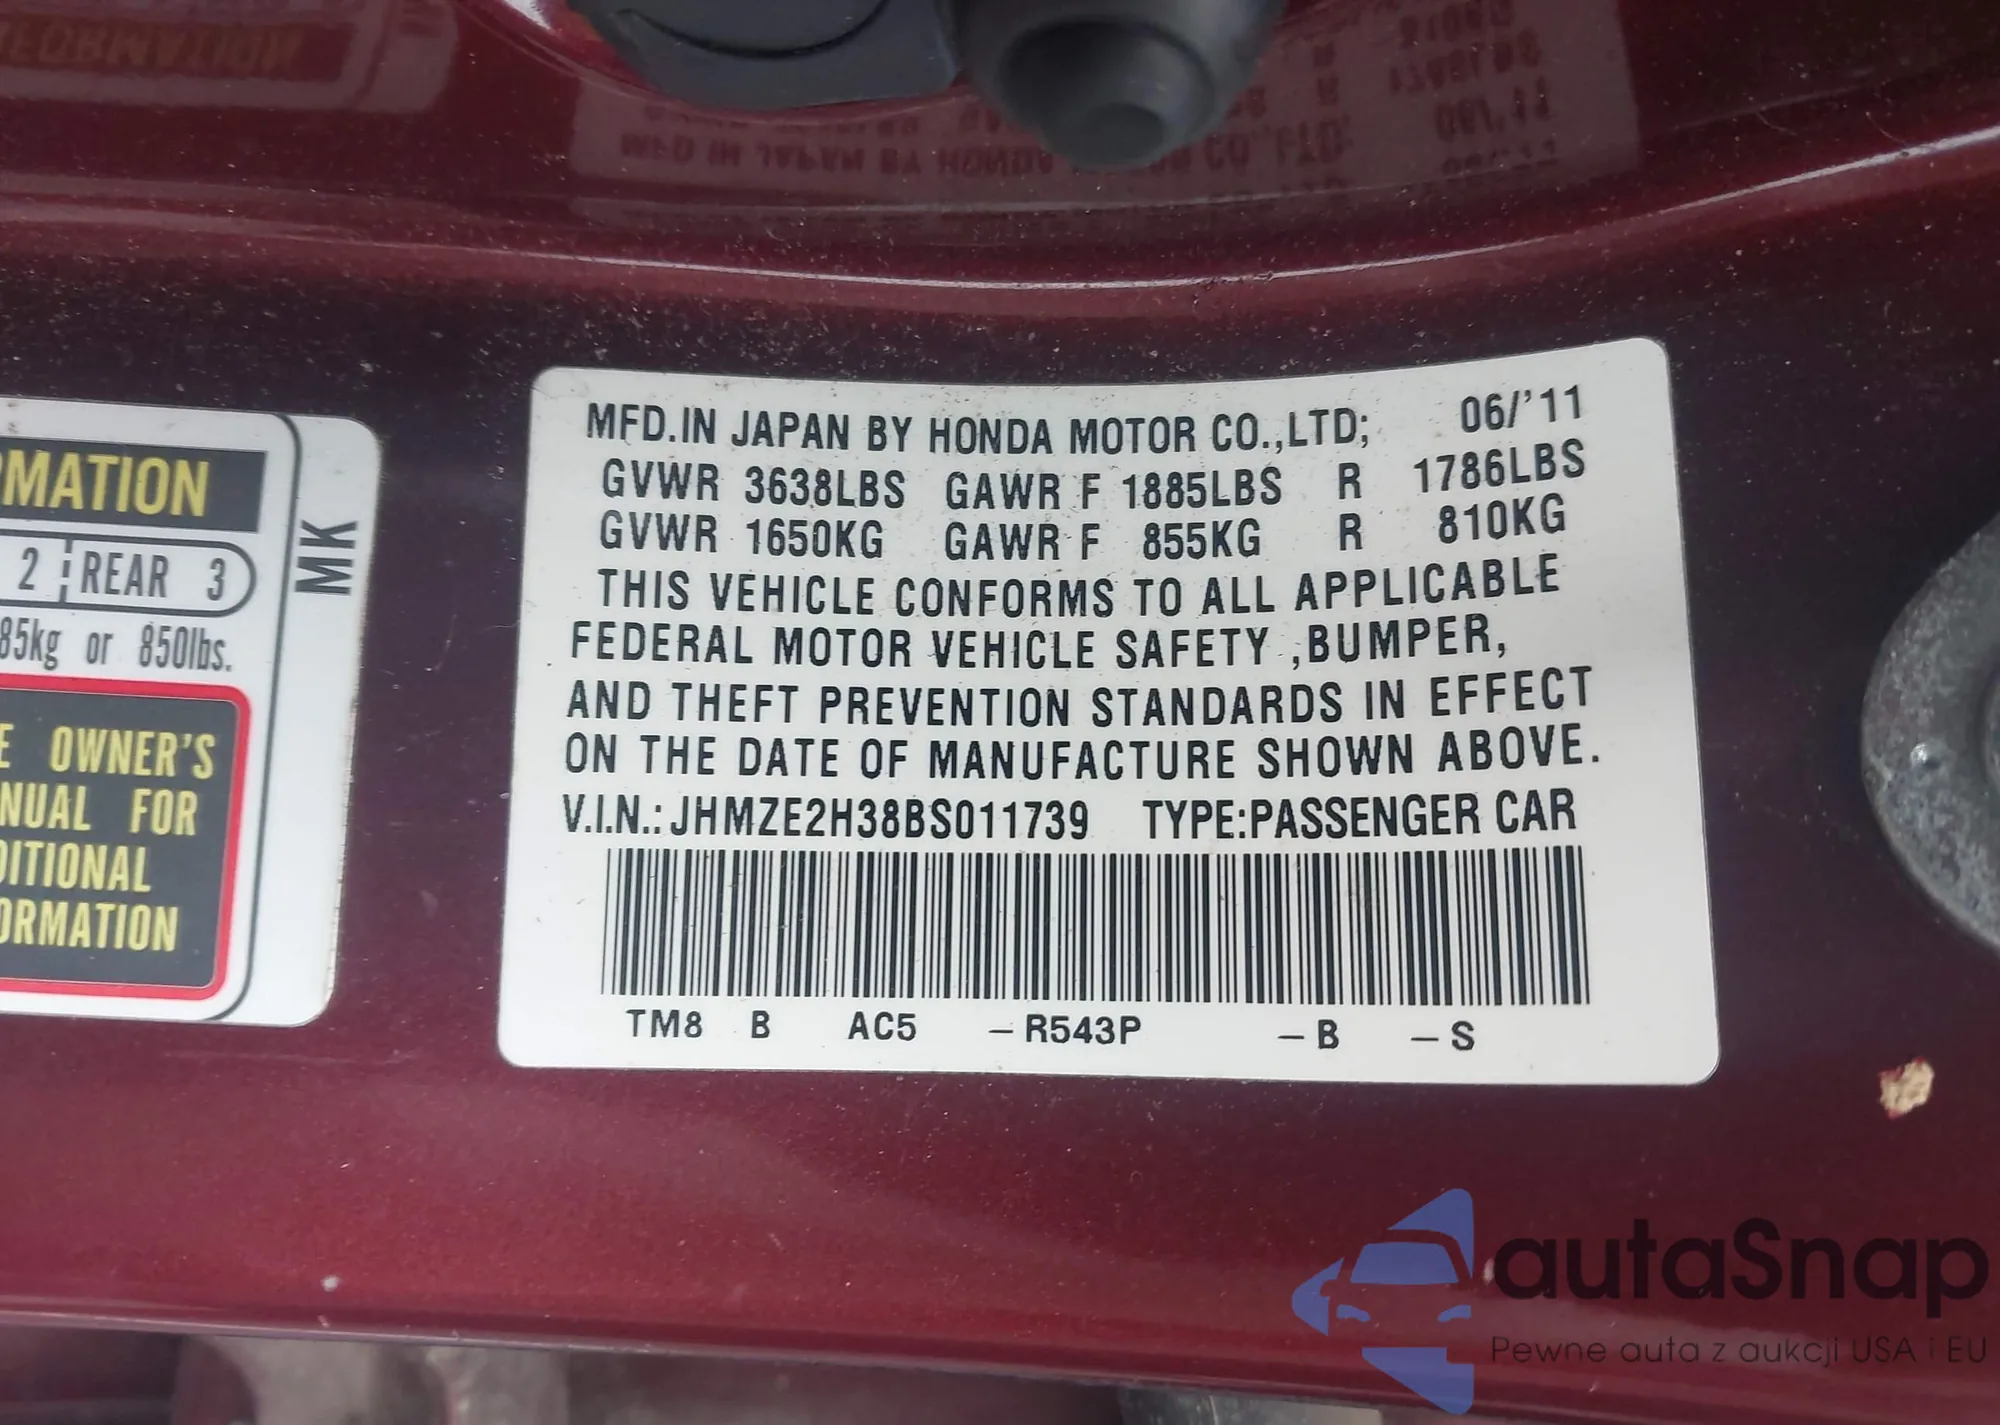 MATION
2 REAR 3
85kg or 850lbs.
OWNER'S
FOR
MK
MFD.IN JAPAN BY HONDA MOTOR CO.,LTD; 06/'11
GVWR 3638LBS GAWR F 1885LBS R 1786LBS
GVWR 1650KG GAWR F 855KG R 810KG
THIS VEHICLE CONFORMS TO ALL APPLICABLE
FEDERAL MOTOR VEHICLE SAFETY ,BUMPER,
AND THEFT PREVENTION STANDARDS IN EFFECT
ON THE DATE OF MANUFACTURE SHOWN ABOVE.
V.I.N.: JHMZE2H38BS011739 TYPE:PASSENGER CAR
TM8 B AC5 –R543P –B –S
autaSnap
Pewne auta z aukcji USA i EU